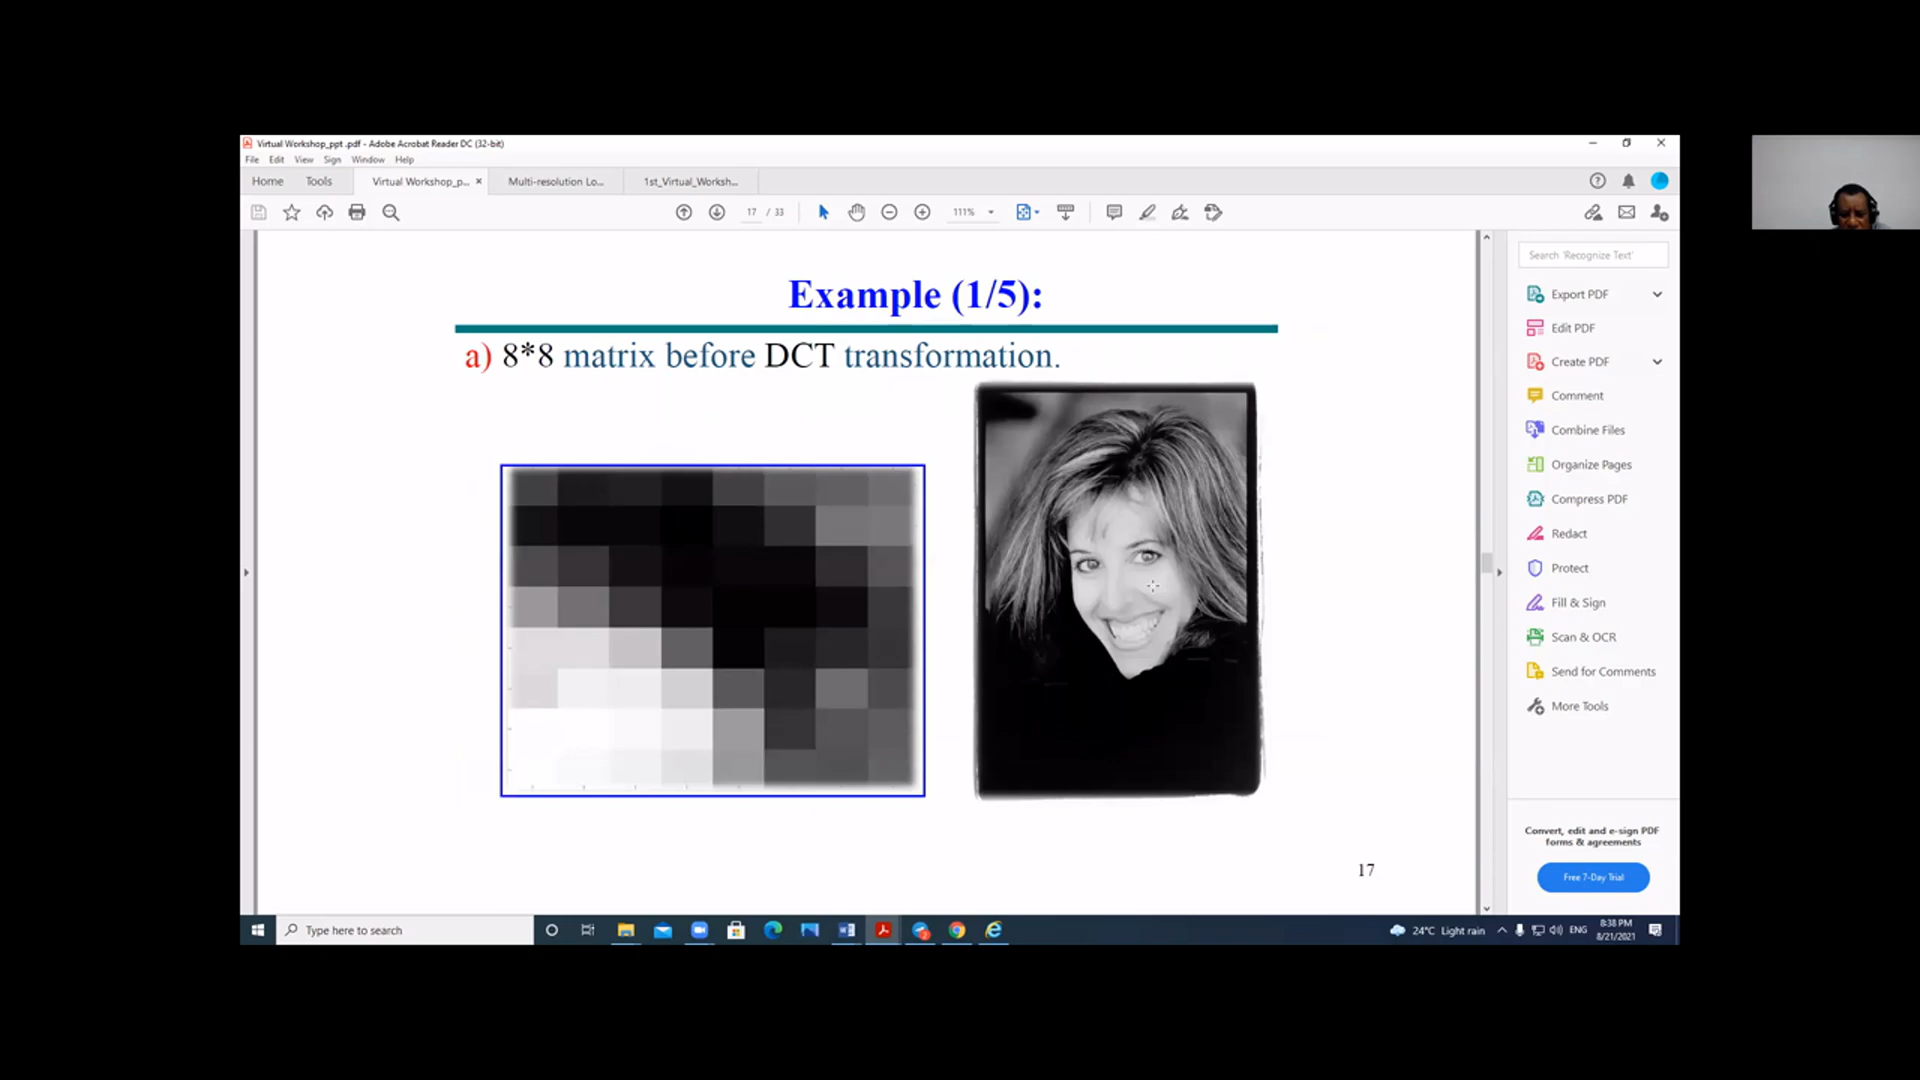 Virtual Workshop_ppt .pdf - Adobe Acrobat Reader DC (32-bit)
File Edit View Sign Window Help
Home Tools Virtual Workshop_p... × Multi-resolution Lo... 1st_Virtual_Worksh...
17 / 33 111%
Search 'Recognize Text'
Export PDF
Edit PDF
Create PDF
Comment
Combine Files
Organize Pages
Compress PDF
Redact
Protect
Fill & Sign
Scan & OCR
Send for Comments
More Tools
Convert, edit and e-sign PDF
forms & agreements
Free 7-Day Trial
Example (1/5):
a) 8*8 matrix before DCT transformation.
17
Type here to search
24°C Light rain ENG
8:38 PM
8/21/2021